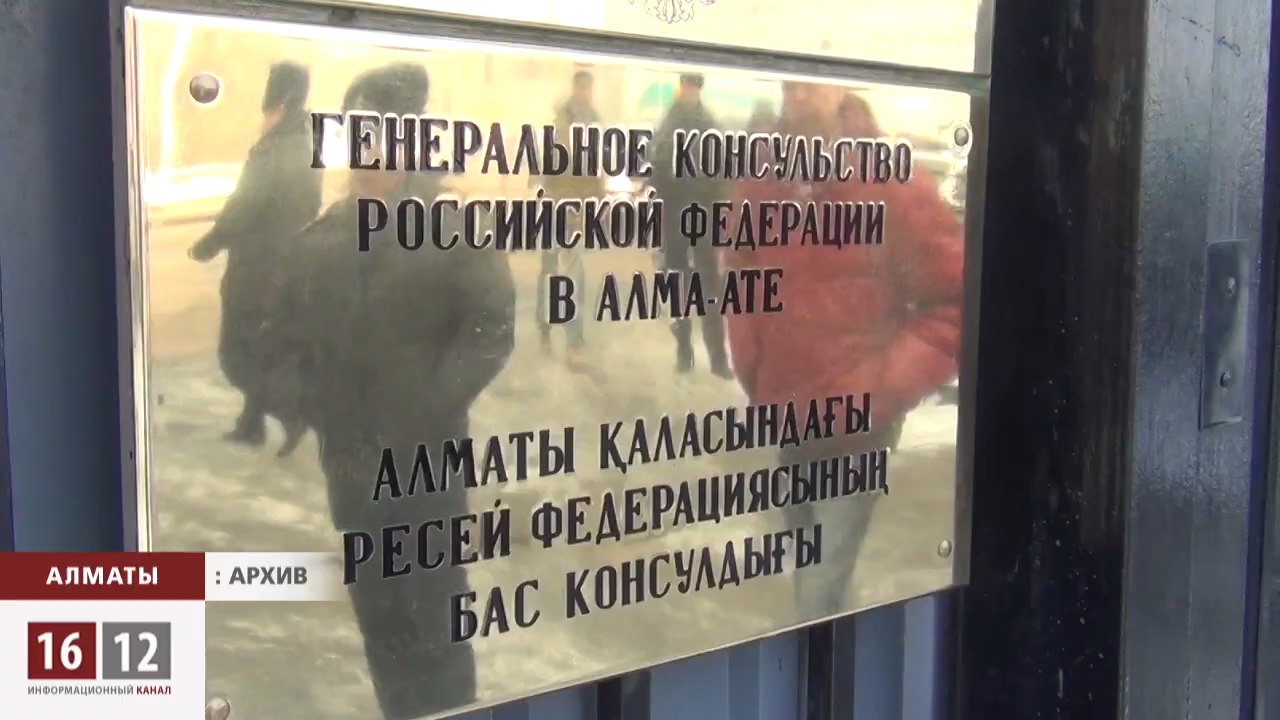 ГЕНЕРАЛЬНОЕ КОНСУЛЬСТВО
РОССИЙСКОЙ ФЕДЕРАЦИИ
В АЛМА-АТЕ
АЛМАТЫ ҚАЛАСЫНДАҒЫ
РЕСЕЙ ФЕДЕРАЦИЯСЫНЫҢ
БАС КОНСУЛДЫҒЫ
АЛМАТЫ : АРХИВ
16 12
ИНФОРМАЦИОННЫЙ КАНАЛ